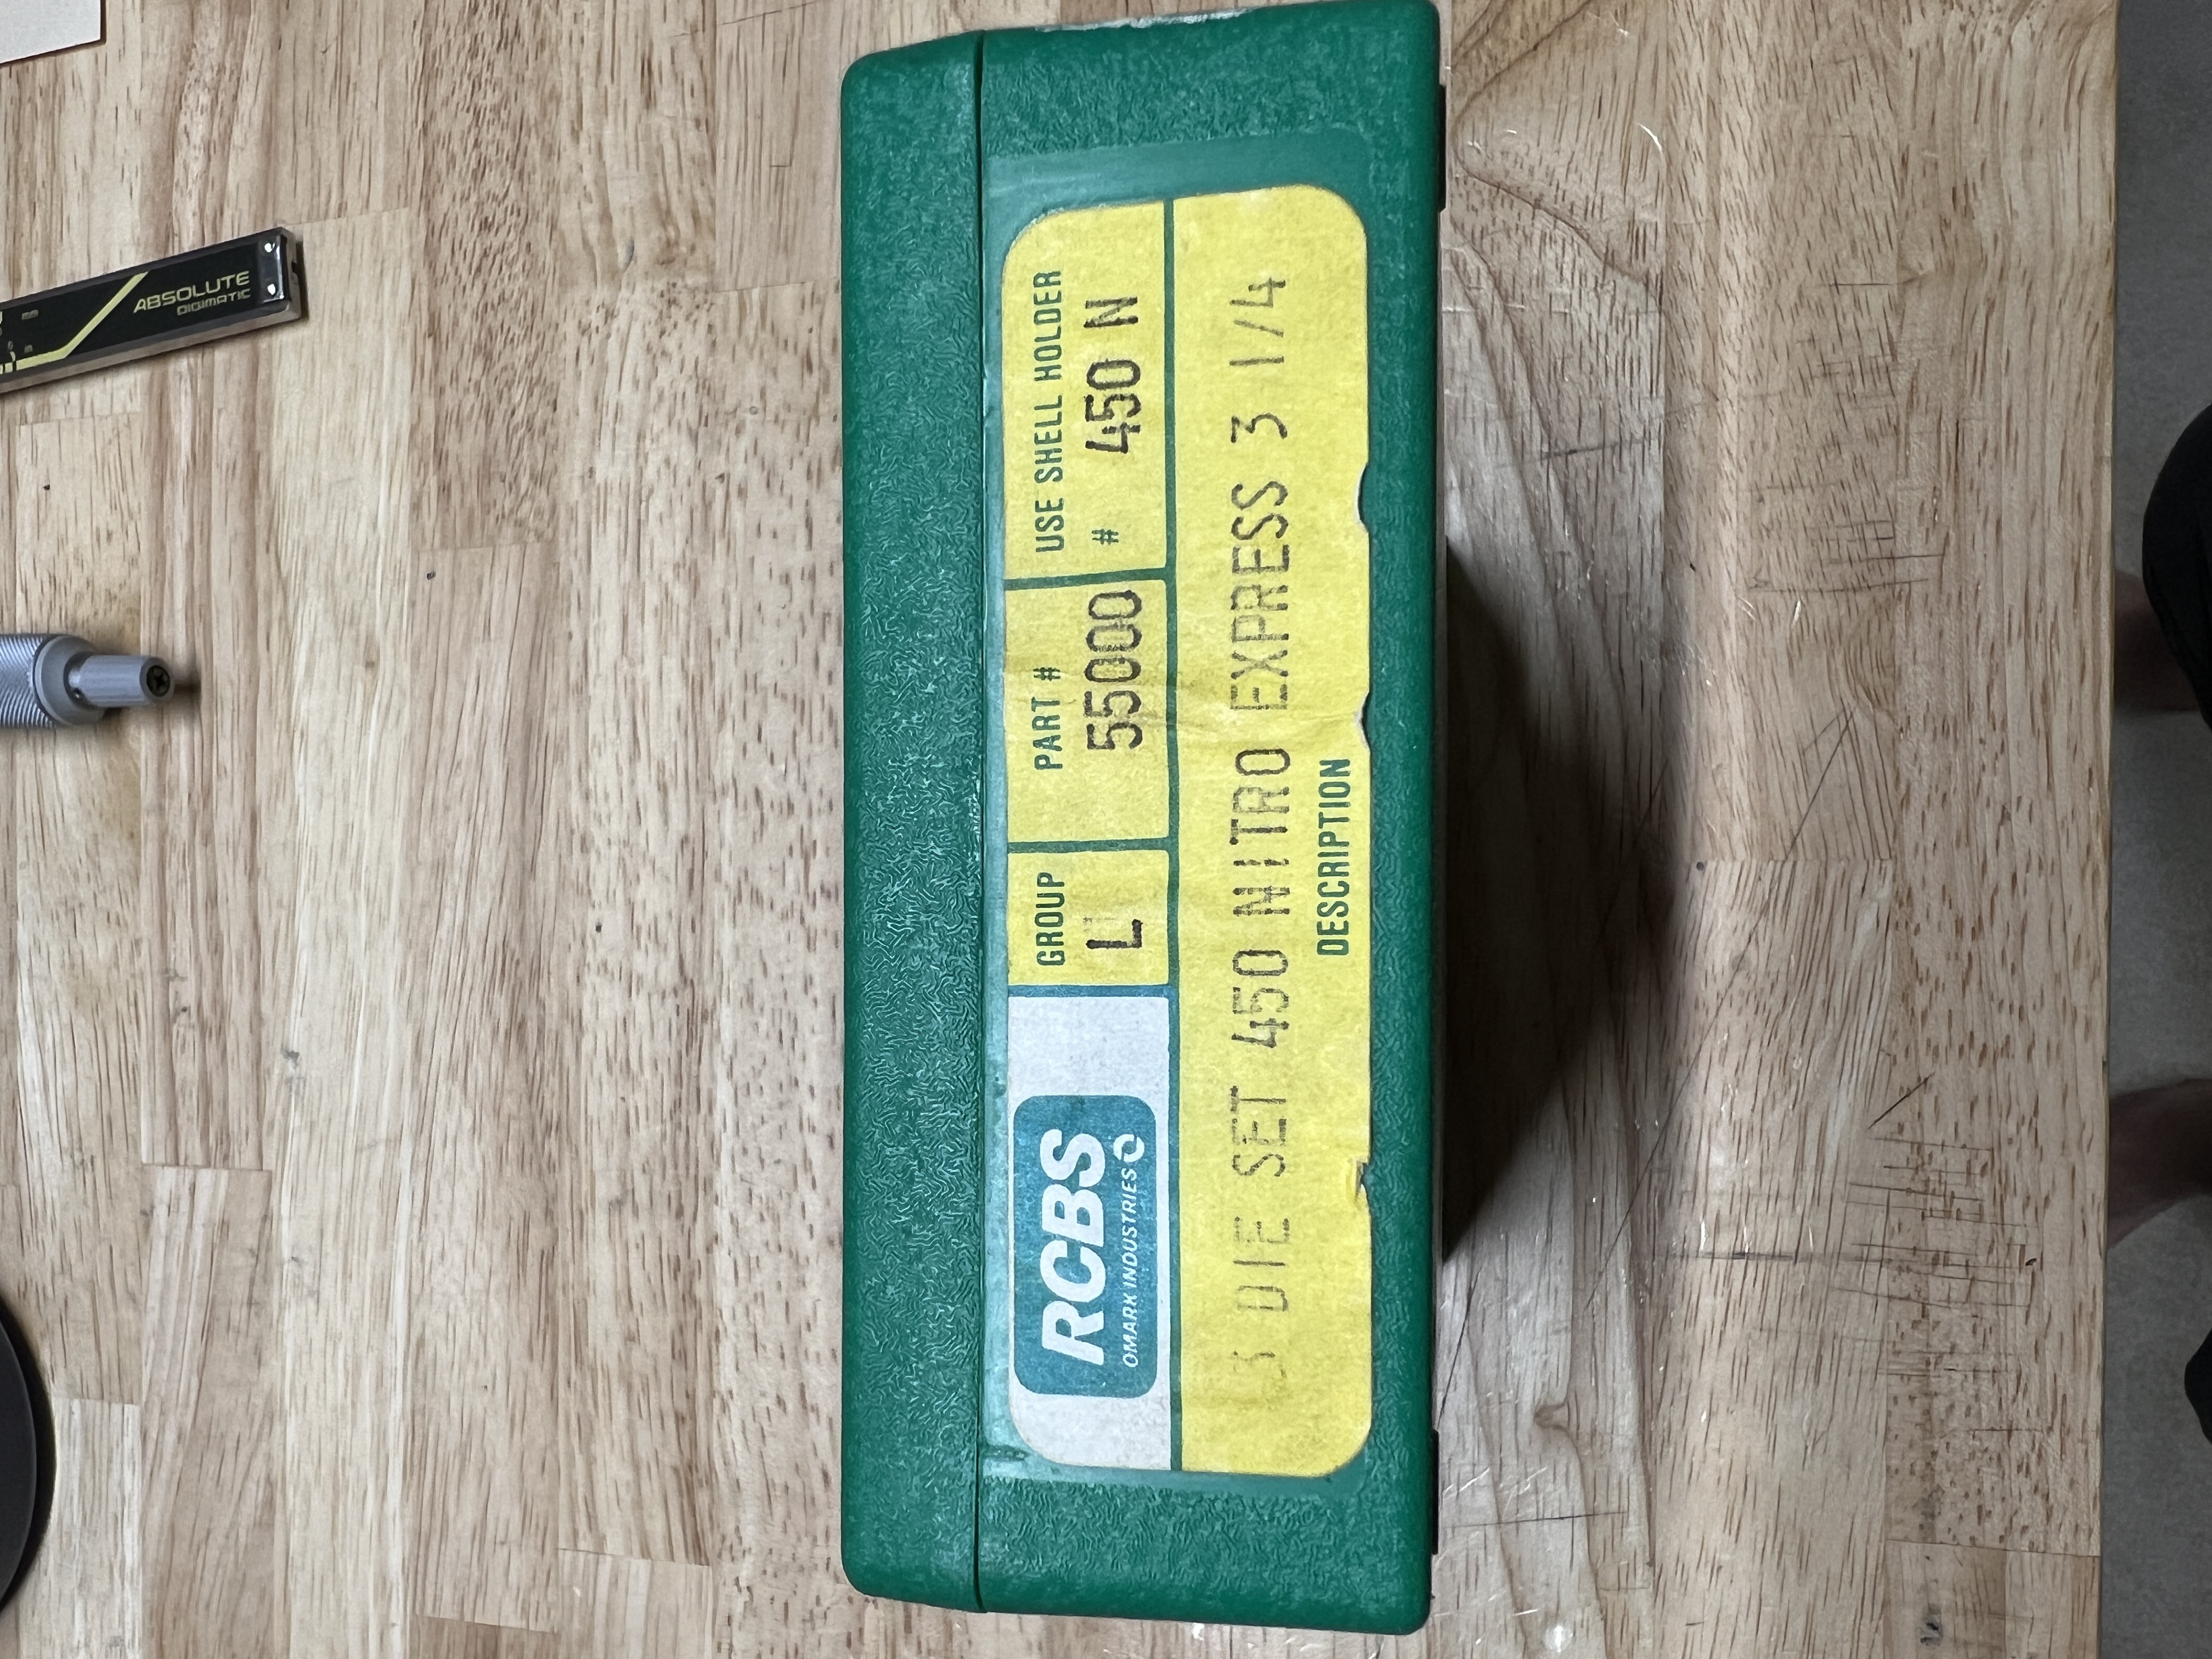 RCBS
OMARK INDUSTRIES
GROUP
L
PART #
55000
USE SHELL HOLDER
# 450 N
3 DIE SET 450 NITRO EXPRESS 3 1/4
DESCRIPTION
ABSOLUTE
DIGIMATIC